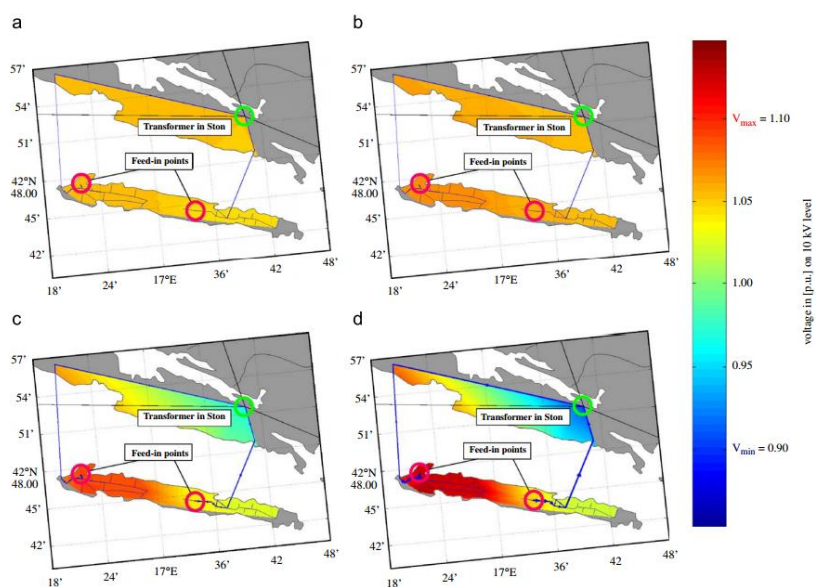 a
57'
54'
51'
42°N
48.00
45'
42'
18'
24'
17°E
36'
42'
48'
Transformer in Ston
Feed-in points
b
57'
54'
51'
42°N
48.00
45'
42'
18'
24'
17°E
36'
42'
48'
Transformer in Ston
Feed-in points
c
57'
54'
51'
42°N
48.00
45'
42'
18'
24'
17°E
36'
42'
48'
Transformer in Ston
Feed-in points
d
57'
54'
51'
42°N
48.00
45'
42'
18'
24'
17°E
36'
42'
48'
Transformer in Ston
Feed-in points
Vmax = 1.10
1.05
1.00
0.95
Vmin = 0.90
voltage in [p.u.] on 10 kV level